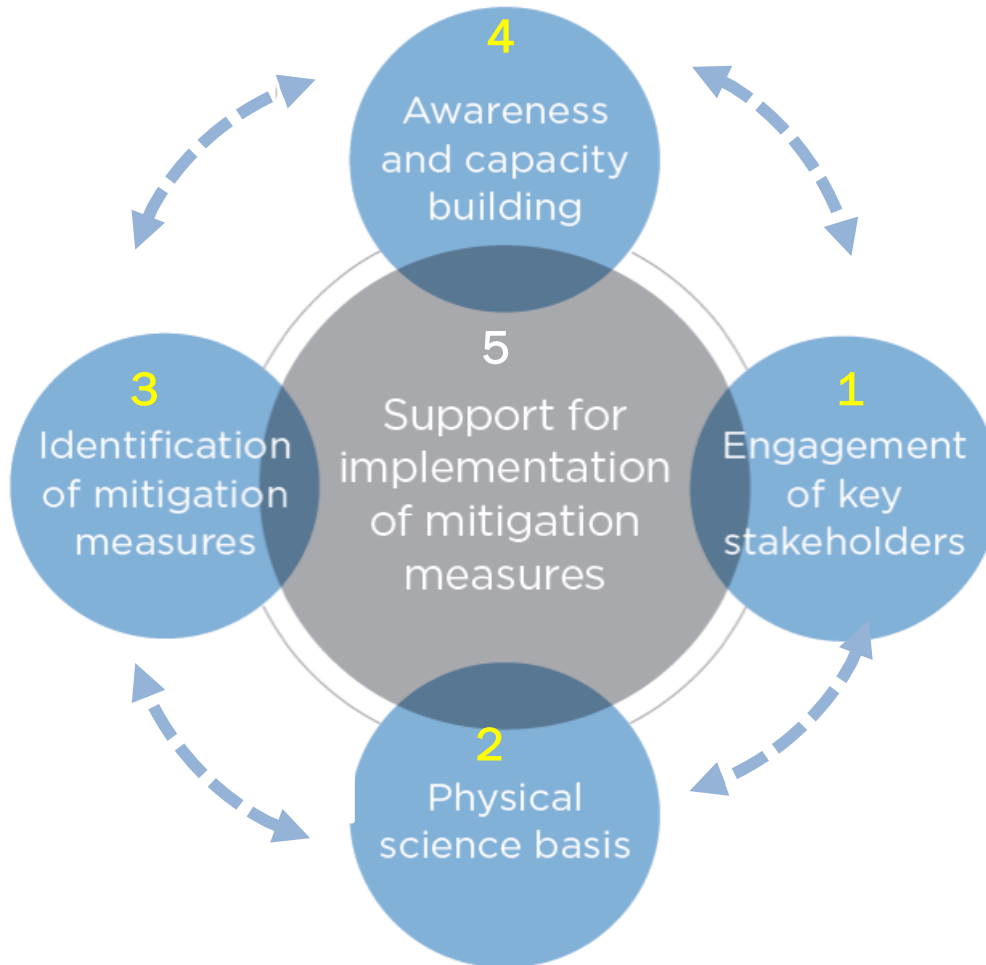 4
Awareness
and capacity
building
3
Identification
of mitigation
measures
5
Support for
implementation
of mitigation
measures
1
Engagement
of key
stakeholders
2
Physical
science basis